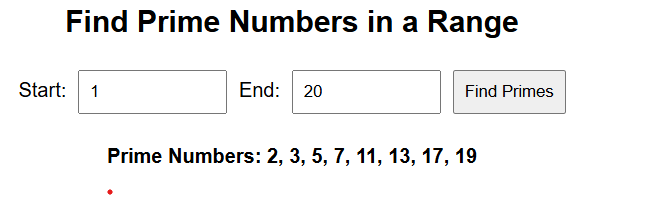 Find Prime Numbers in a Range
Start: 1 End: 20 Find Primes
Prime Numbers: 2, 3, 5, 7, 11, 13, 17, 19